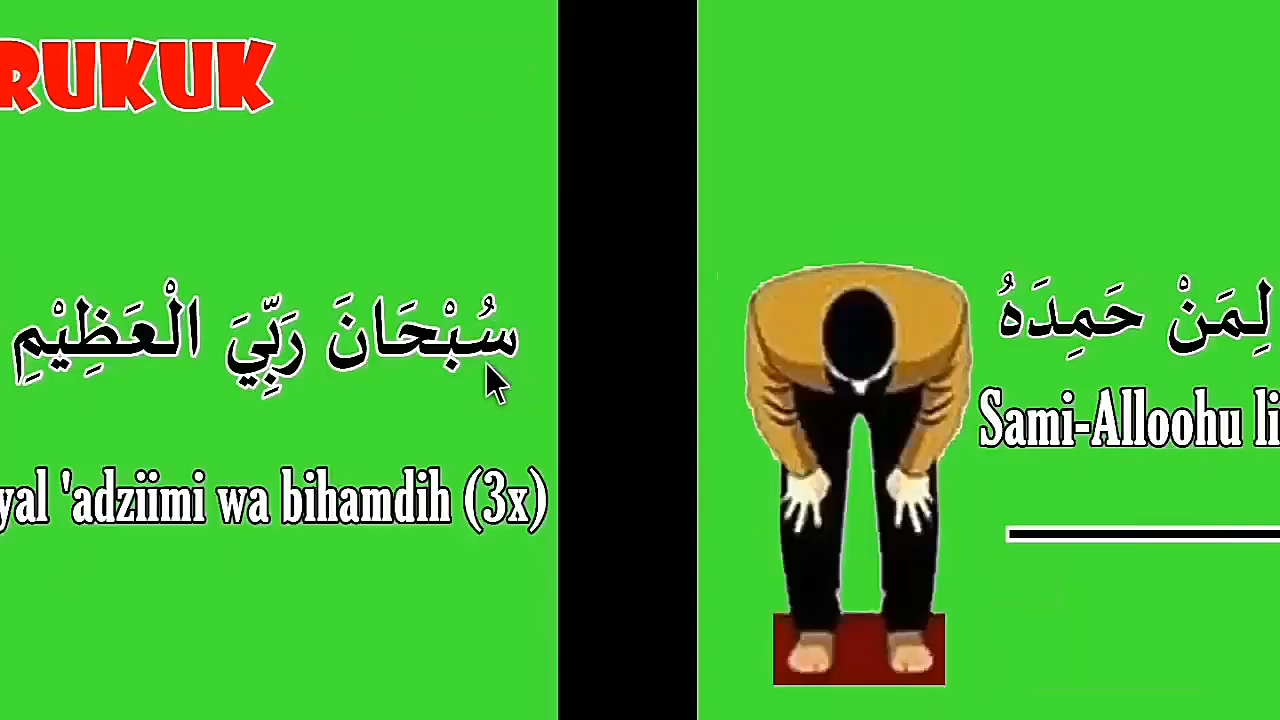 RUKUK
سُبْحَانَ رَبِّيَ الْعَظِيْمِ
yal 'adziimi wa bihamdih (3x)
لِمَنْ حَمِدَهُ
Sami-Alloohu li